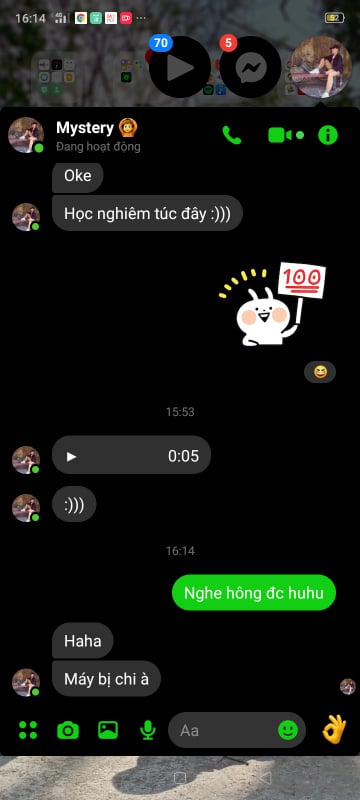 16:14
70
5
Mystery
Đang hoạt động
Oke
Học nghiêm túc đây :)))
100
15:53
0:05
:)))
16:14
Nghe hông đc huhu
Haha
Máy bị chi à
Aa